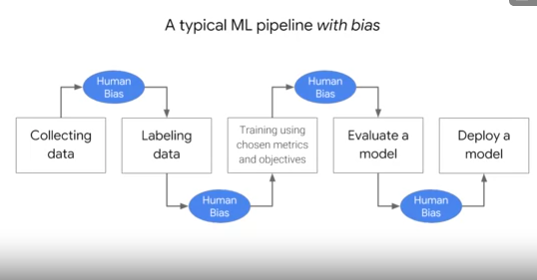 A typical ML pipeline with bias
Human
Bias
Human
Bias
Collecting
data
Labeling
data
Training using
chosen metrics
and objectives
Evaluate a
model
Deploy a
model
Human
Bias
Human
Bias